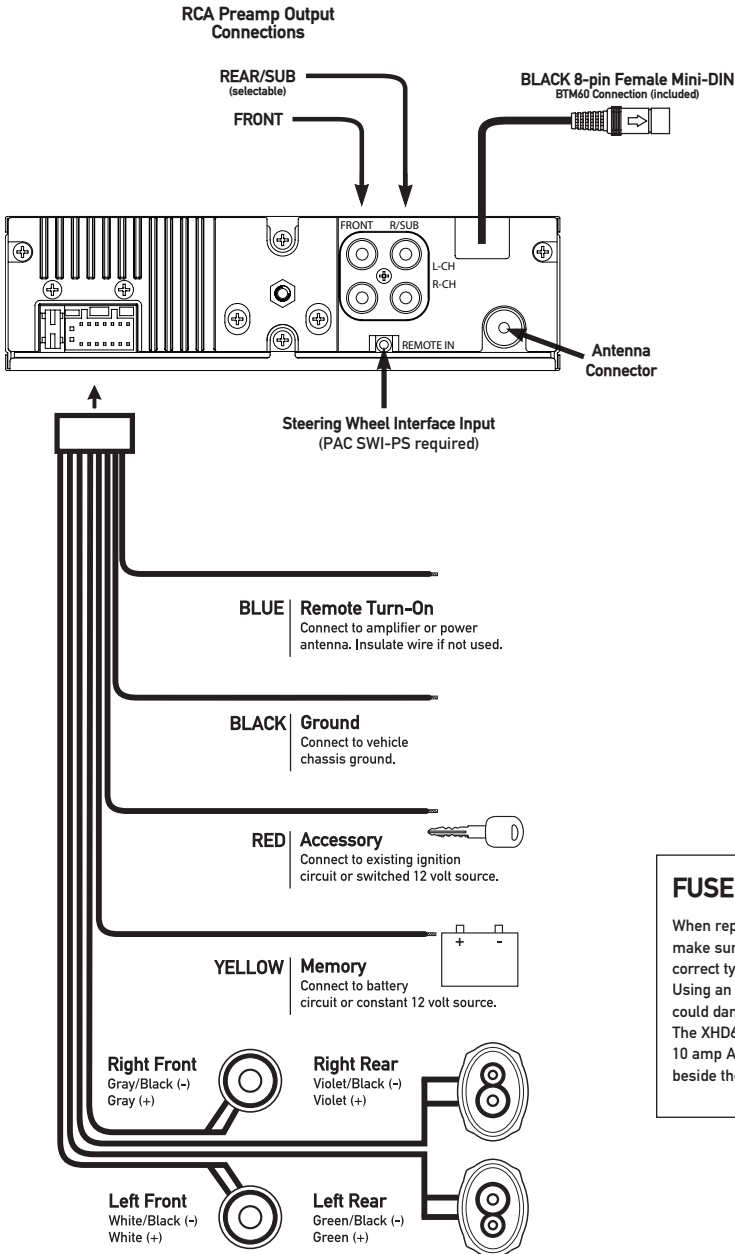 RCA Preamp Output
Connections
REAR/SUB
(selectable)
FRONT
BLACK 8-pin Female Mini-DIN
BTM60 Connection (included)
FRONT R/SUB
L-CH
R-CH
REMOTE IN
Antenna
Connector
Steering Wheel Interface Input
(PAC SWI-PS required)
BLUE Remote Turn-On
Connect to amplifier or power
antenna. Insulate wire if not used.
BLACK Ground
Connect to vehicle
chassis ground.
RED Accessory
Connect to existing ignition
circuit or switched 12 volt source.
+ -
YELLOW Memory
Connect to battery
circuit or constant 12 volt source.
FUSE
When rep
make sur
correct ty
Using an
could dam
The XHD6
10 amp A
beside the
Right Front
Gray/Black (-)
Gray (+)
Right Rear
Violet/Black (-)
Violet (+)
Left Front
White/Black (-)
White (+)
Left Rear
Green/Black (-)
Green (+)